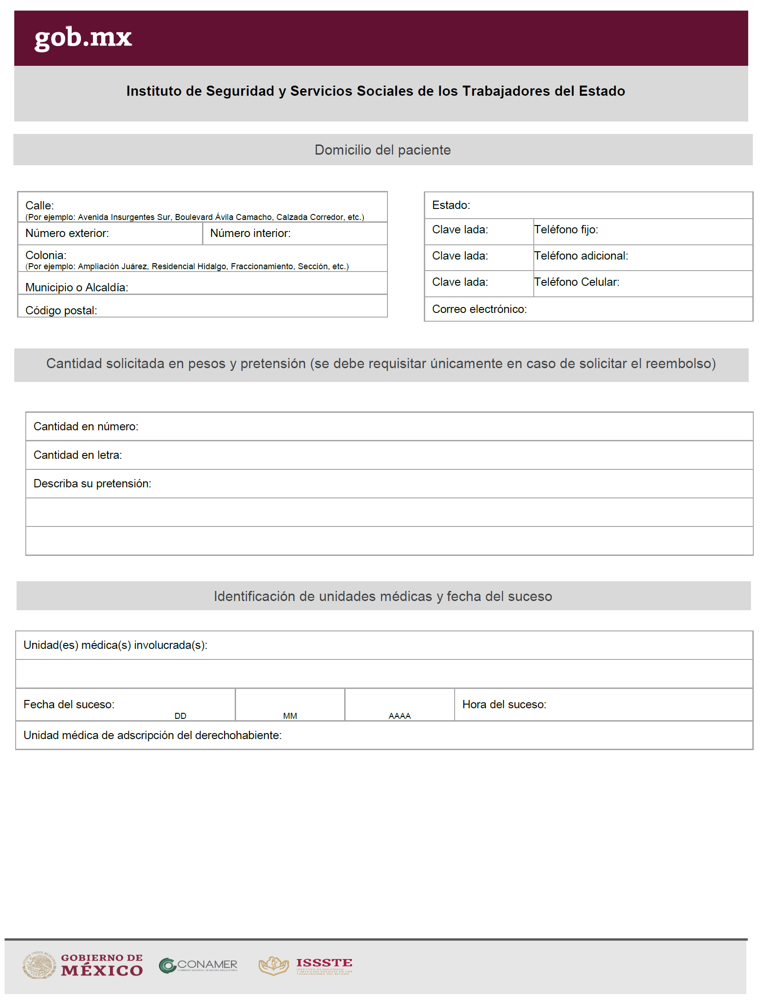 gob.mx
Instituto de Seguridad y Servicios Sociales de los Trabajadores del Estado
Domicilio del paciente
Calle:
(Por ejemplo: Avenida Insurgentes Sur, Boulevard Ávila Camacho, Calzada Corredor, etc.)
Número exterior:
Número interior:
Colonia:
(Por ejemplo: Ampliación Juárez, Residencial Hidalgo, Fraccionamiento, Sección, etc.)
Municipio o Alcaldía:
Código postal:
Estado:
Clave lada:
Teléfono fijo:
Clave lada:
Teléfono adicional:
Clave lada:
Teléfono Celular:
Correo electrónico:
Cantidad solicitada en pesos y pretensión (se debe requisitar únicamente en caso de solicitar el reembolso)
Cantidad en número:
Cantidad en letra:
Describa su pretensión:
Identificación de unidades médicas y fecha del suceso
Unidad(es) médica(s) involucrada(s):
Fecha del suceso:
DD
MM
AAAA
Hora del suceso:
Unidad médica de adscripción del derechohabiente:
ESTADOS UNIDOS MEXICANOS
GOBIERNO DE
MÉXICO
CONAMER
COMISIÓN NACIONAL DE MEJORA REGULATORIA
ISSSTE
INSTITUTO DE SEGURIDAD
Y SERVICIOS SOCIALES DE LOS
TRABAJADORES DEL ESTADO